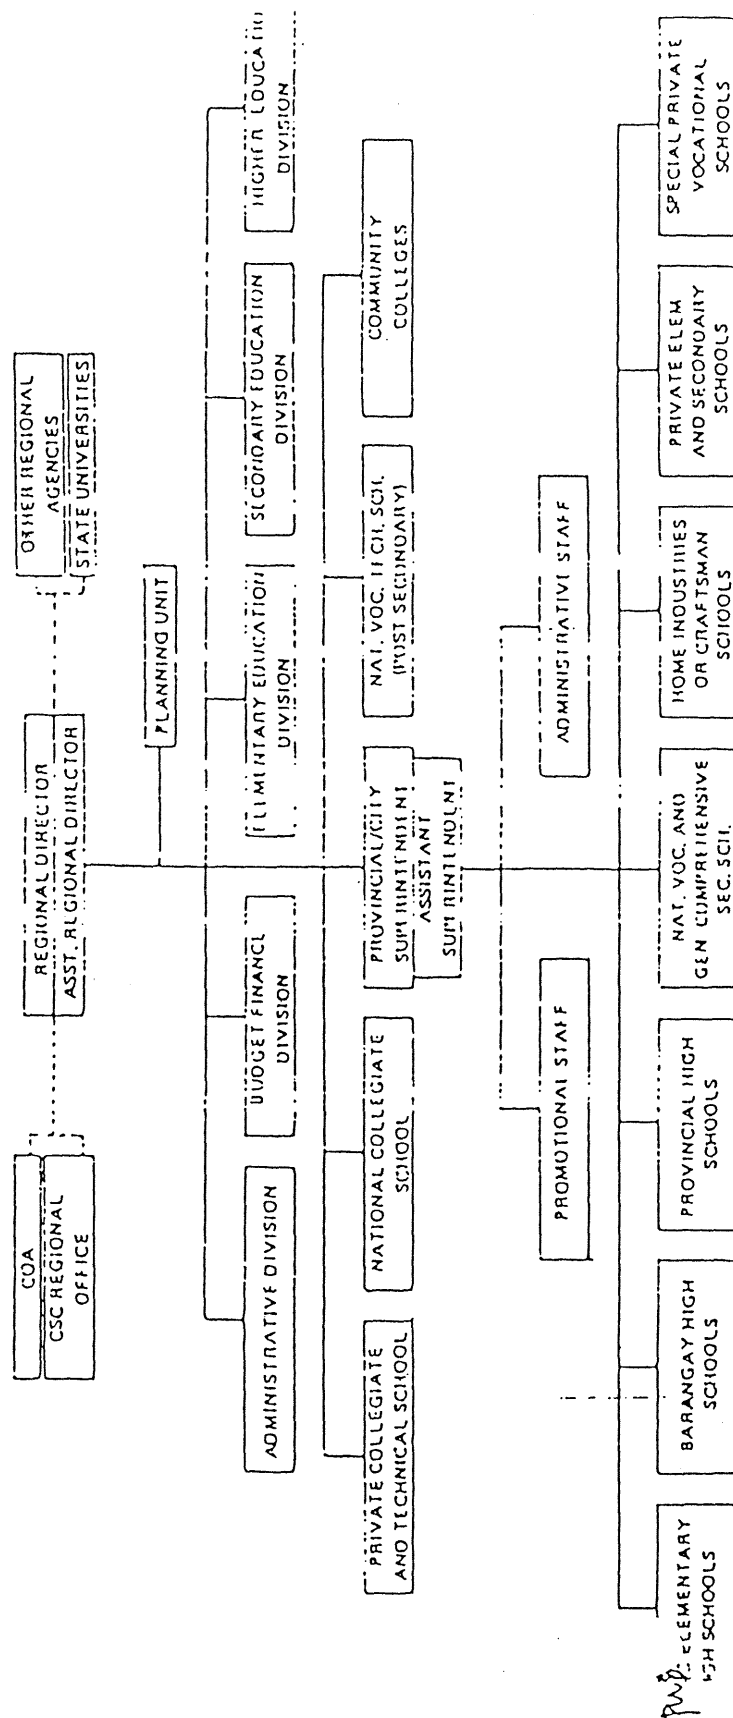 COA
CSC REGIONAL
OFFICE
REGIONAL DIRECTOR
ASST. REGIONAL DIRECTOR
OTHER REGIONAL
AGENCIES
STATE UNIVERSITIES
PLANNING UNIT
ADMINISTRATIVE DIVISION
BUDGET FINANCE
DIVISION
ELEMENTARY EDUCATION
DIVISION
SECONDARY EDUCATION
DIVISION
HIGHER EDUCATION
DIVISION
PRIVATE COLLEGIATE
AND TECHNICAL SCHOOL
NATIONAL COLLEGIATE
SCHOOL
PROVINCIAL/CITY
SUPERINTENDENT
ASSISTANT
SUPERINTENDENT
NAT. VOC. TECH. SCH.
(POST SECONDARY)
COMMUNITY
COLLEGES
PROMOTIONAL STAFF
ADMINISTRATIVE STAFF
ELEMENTARY
SCHOOLS
BARANGAY HIGH
SCHOOLS
PROVINCIAL HIGH
SCHOOLS
NAT. VOC. AND
GEN COMPREHENSIVE
SEC. SCH.
HOME INDUSTRIES
OR CRAFTSMAN
SCHOOLS
PRIVATE ELEM
AND SECONDARY
SCHOOLS
SPECIAL PRIVATE
VOCATIONAL
SCHOOLS